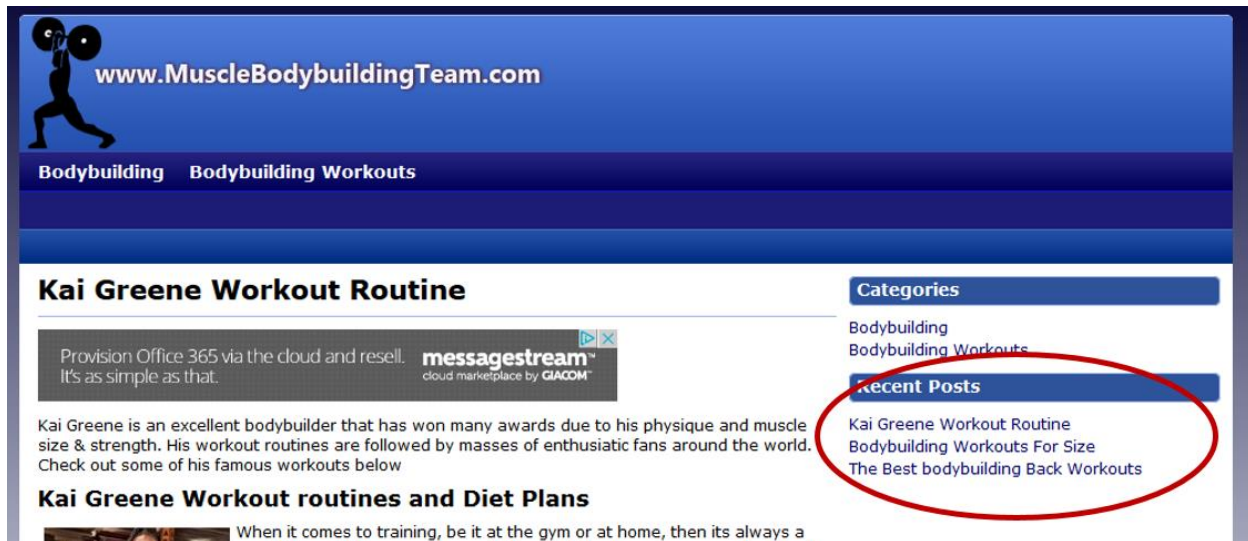 www.MuscleBodybuildingTeam.com
Bodybuilding Bodybuilding Workouts
Kai Greene Workout Routine
Provision Office 365 via the cloud and resell.
It's as simple as that.
messagestream™
cloud marketplace by GIACOM™
Kai Greene is an excellent bodybuilder that has won many awards due to his physique and muscle
size & strength. His workout routines are followed by masses of enthusiatic fans around the world.
Check out some of his famous workouts below
Kai Greene Workout routines and Diet Plans
When it comes to training, be it at the gym or at home, then its always a
Categories
Bodybuilding
Bodybuilding Workouts
Recent Posts
Kai Greene Workout Routine
Bodybuilding Workouts For Size
The Best bodybuilding Back Workouts